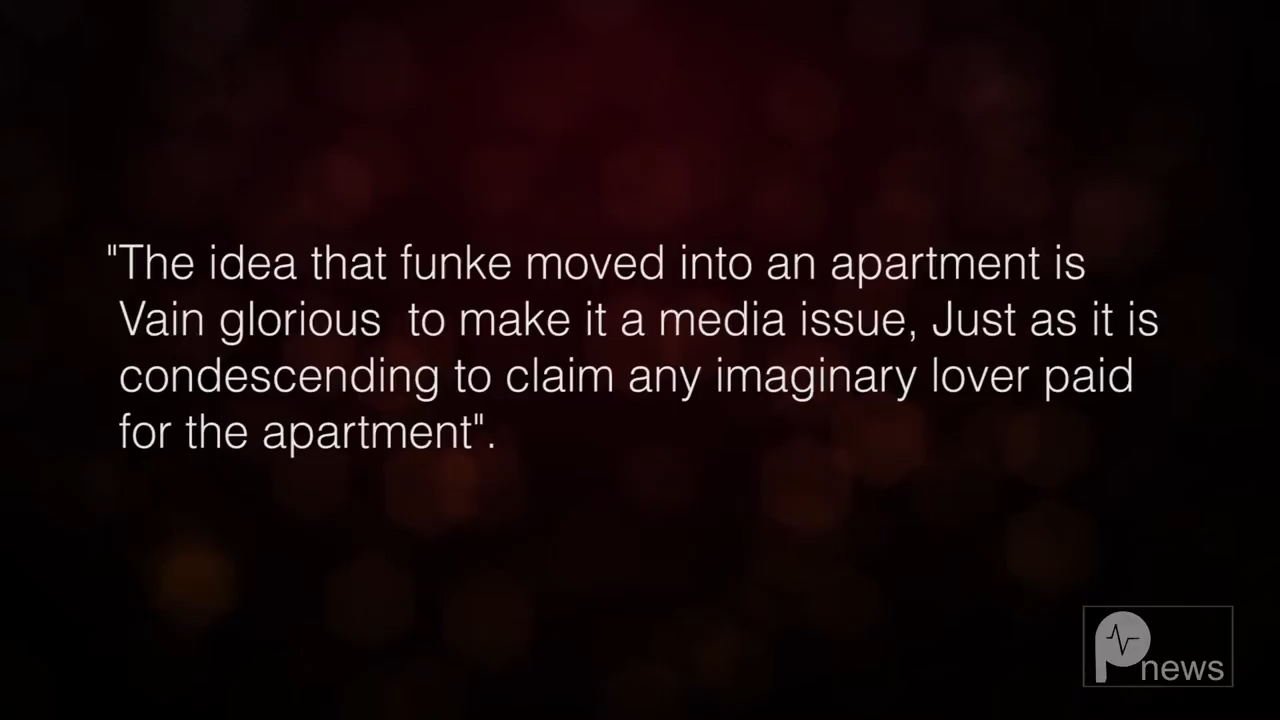 "The idea that funke moved into an apartment is
Vain glorious  to make it a media issue, Just as it is
condescending to claim any imaginary lover paid
for the apartment".
P
news